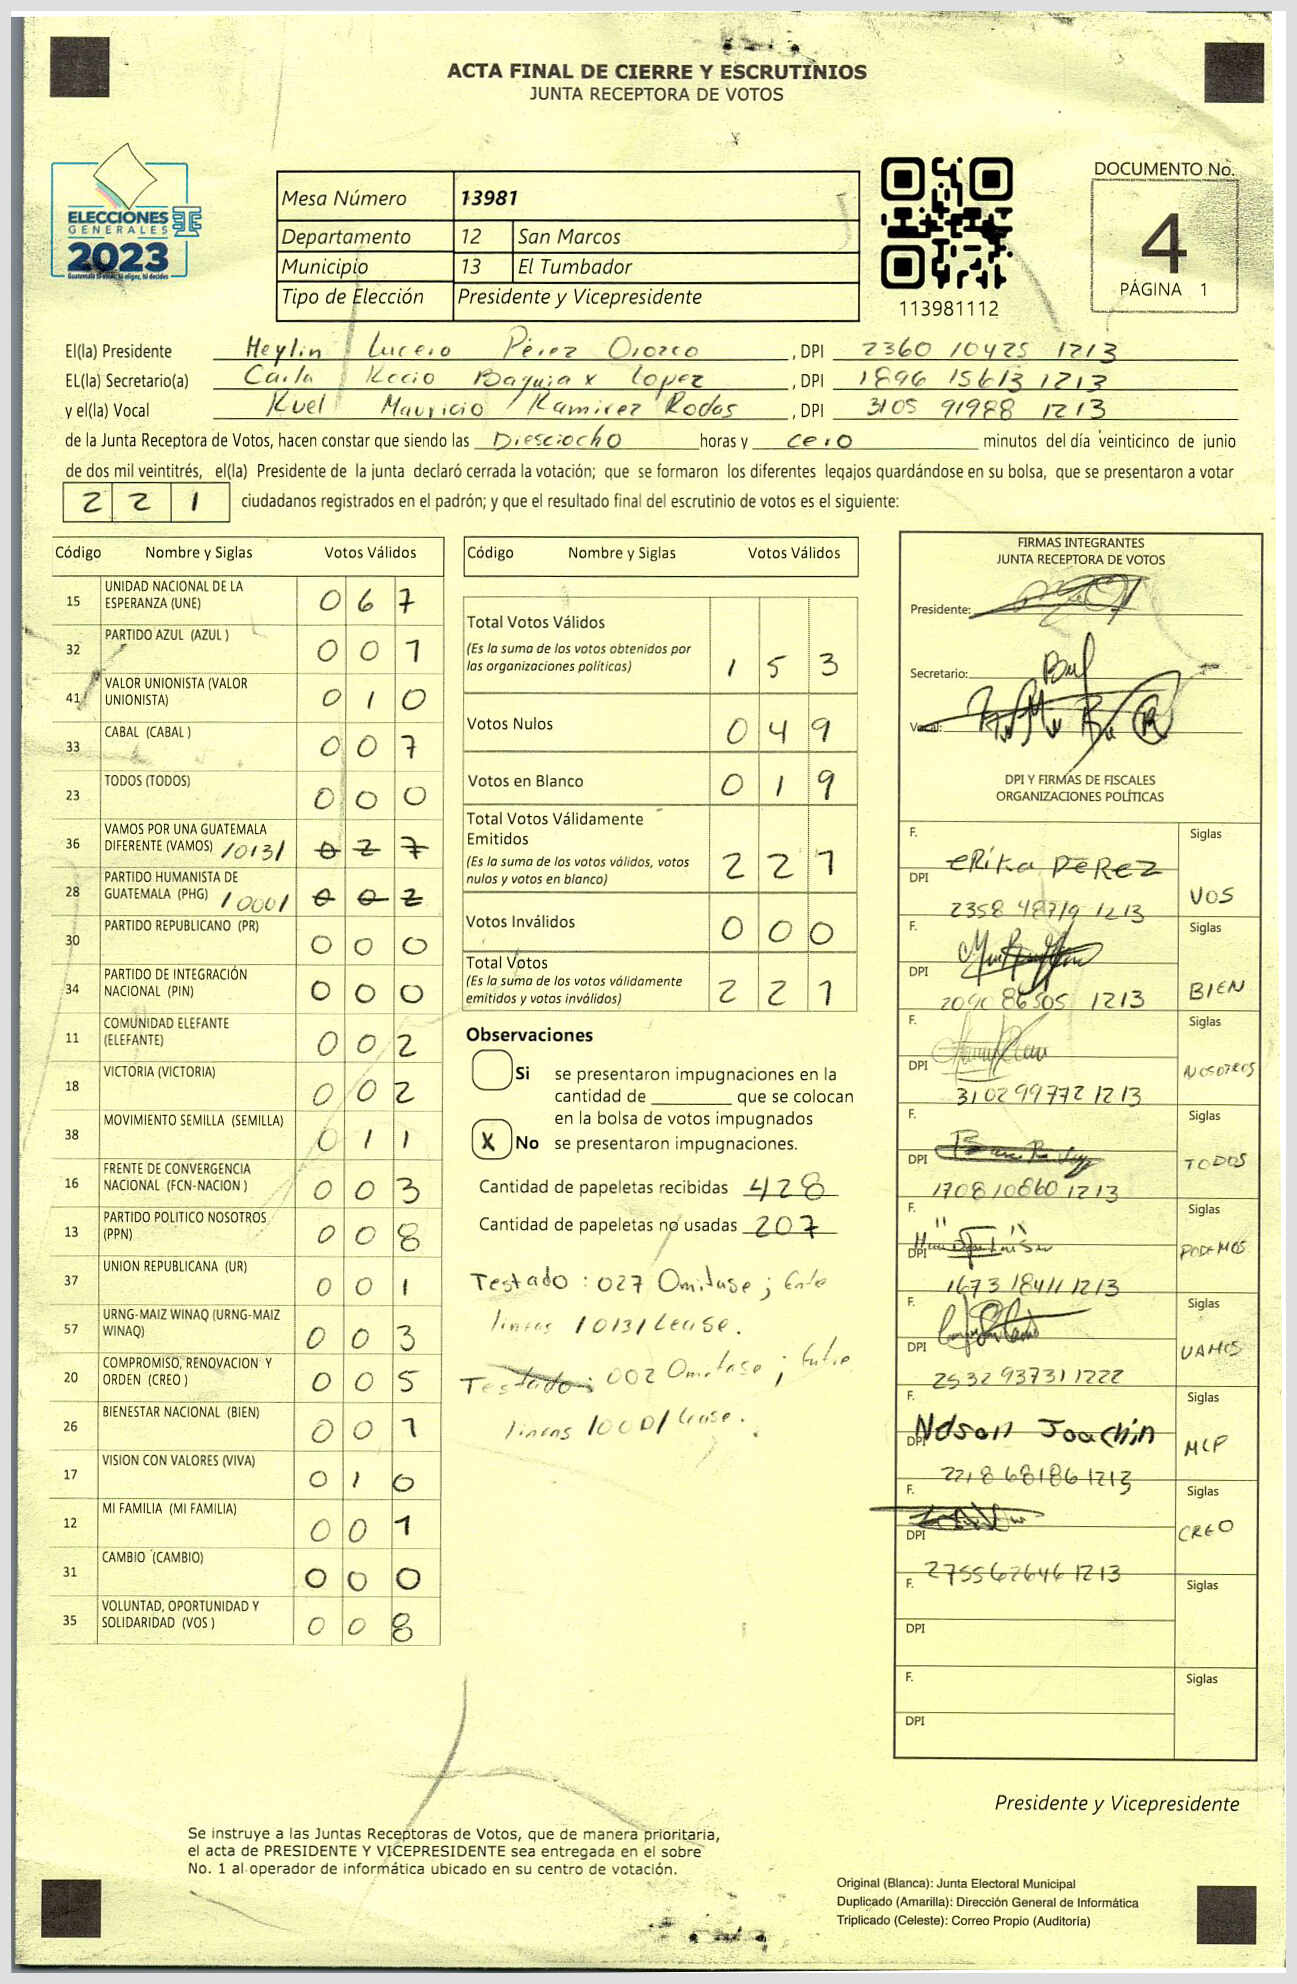 ACTA FINAL DE CIERRE Y ESCRUTINIOS
JUNTA RECEPTORA DE VOTOS
ELECCIONES
GENERALES
2023
Mesa Número 13981
Departamento 12 San Marcos
Municipio 13 El Tumbador
Tipo de Elección Presidente y Vicepresidente
113981112
DOCUMENTO No.
4
PÁGINA 1
El(la) Presidente Heylin Lucero Pérez Orozco , DPI 2360 10425 1213
EL(la) Secretario(a) Carla Rocio Baquiax Lopez , DPI 1896 15613 1213
y el(la) Vocal Mauricio Ramirez Rodas , DPI 3105 91988 1213
de la Junta Receptora de Votos, hacen constar que siendo las Diesciocho horas y cero minutos del día veinticinco de junio
de dos mil veintitrés, el(la) Presidente de la junta declaró cerrada la votación; que se formaron los diferentes legajos quardándose en su bolsa, que se presentaron a votar
2 2 1 ciudadanos registrados en el padrón; y que el resultado final del escrutinio de votos es el siguiente:
Código Nombre y Siglas Votos Válidos
15 UNIDAD NACIONAL DE LA ESPERANZA (UNE) 0 6 7
32 PARTIDO AZUL (AZUL ) 0 0 1
41 VALOR UNIONISTA (VALOR UNIONISTA) 0 1 0
33 CABAL (CABAL ) 0 0 7
23 TODOS (TODOS) 0 0 0
36 VAMOS POR UNA GUATEMALA DIFERENTE (VAMOS) /013/ 0 2 7
28 PARTIDO HUMANISTA DE GUATEMALA (PHG) /000/ 0 0 2
30 PARTIDO REPUBLICANO (PR) 0 0 0
34 PARTIDO DE INTEGRACIÓN NACIONAL (PIN) 0 0 0
11 COMUNIDAD ELEFANTE (ELEFANTE) 0 0 2
18 VICTORIA (VICTORIA) 0 0 2
38 MOVIMIENTO SEMILLA (SEMILLA) 0 1 1
16 FRENTE DE CONVERGENCIA NACIONAL (FCN-NACION ) 0 0 3
13 PARTIDO POLITICO NOSOTROS (PPN) 0 0 8
37 UNION REPUBLICANA (UR) 0 0 1
57 URNG-MAIZ WINAQ (URNG-MAIZ WINAQ) 0 0 3
20 COMPROMISO, RENOVACION Y ORDEN (CREO ) 0 0 5
26 BIENESTAR NACIONAL (BIEN) 0 0 1
17 VISION CON VALORES (VIVA) 0 1 0
12 MI FAMILIA (MI FAMILIA) 0 0 1
31 CAMBIO (CAMBIO) 0 0 0
35 VOLUNTAD, OPORTUNIDAD Y SOLIDARIDAD (VOS ) 0 0 8
Código Nombre y Siglas Votos Válidos
Total Votos Válidos
(Es la suma de los votos obtenidos por
las organizaciones políticas) 1 5 3
Votos Nulos 0 4 9
Votos en Blanco 0 1 9
Total Votos Válidamente
Emitidos
(Es la suma de los votos válidos, votos
nulos y votos en blanco) 2 2 1
Votos Inválidos 0 0 0
Total Votos
(Es la suma de los votos válidamente
emitidos y votos inválidos) 2 2 1
Observaciones
Si se presentaron impugnaciones en la
cantidad de ________ que se colocan
en la bolsa de votos impugnados
X No se presentaron impugnaciones.
Cantidad de papeletas recibidas 428
Cantidad de papeletas no usadas 207
Testado : 027 Omitase ; Ente
lineas /013/ Lease.
Testado : 002 Omitase ; Entre
lineas /000/ Lease.
FIRMAS INTEGRANTES
JUNTA RECEPTORA DE VOTOS
Presidente:
Secretario:
Vocal:
DPI Y FIRMAS DE FISCALES
ORGANIZACIONES POLÍTICAS
F. Erika PEREZ Siglas
DPI 2358 48719 1213 VOS
F. Siglas
DPI 2090 86505 1213 BIEN
F. Siglas
DPI 3102 99772 1213 NOSOTROS
F. Siglas
DPI 1708 10860 1213 TODOS
F. Siglas
DPI 1673 18411 1213 PODEMOS
F. Siglas
DPI 2532 93731 1222 VAMOS
F. Nelson Joachin Siglas
DPI 2218 68186 1213 MLP
F. Siglas
DPI 2755 62646 1213 CREO
F. Siglas
DPI
F. Siglas
DPI
Presidente y Vicepresidente
Se instruye a las Juntas Receptoras de Votos, que de manera prioritaria,
el acta de PRESIDENTE Y VICEPRESIDENTE sea entregada en el sobre
No. 1 al operador de informática ubicado en su centro de votación.
Original (Blanca): Junta Electoral Municipal
Duplicado (Amarilla): Dirección General de Informática
Triplicado (Celeste): Correo Propio (Auditoría)